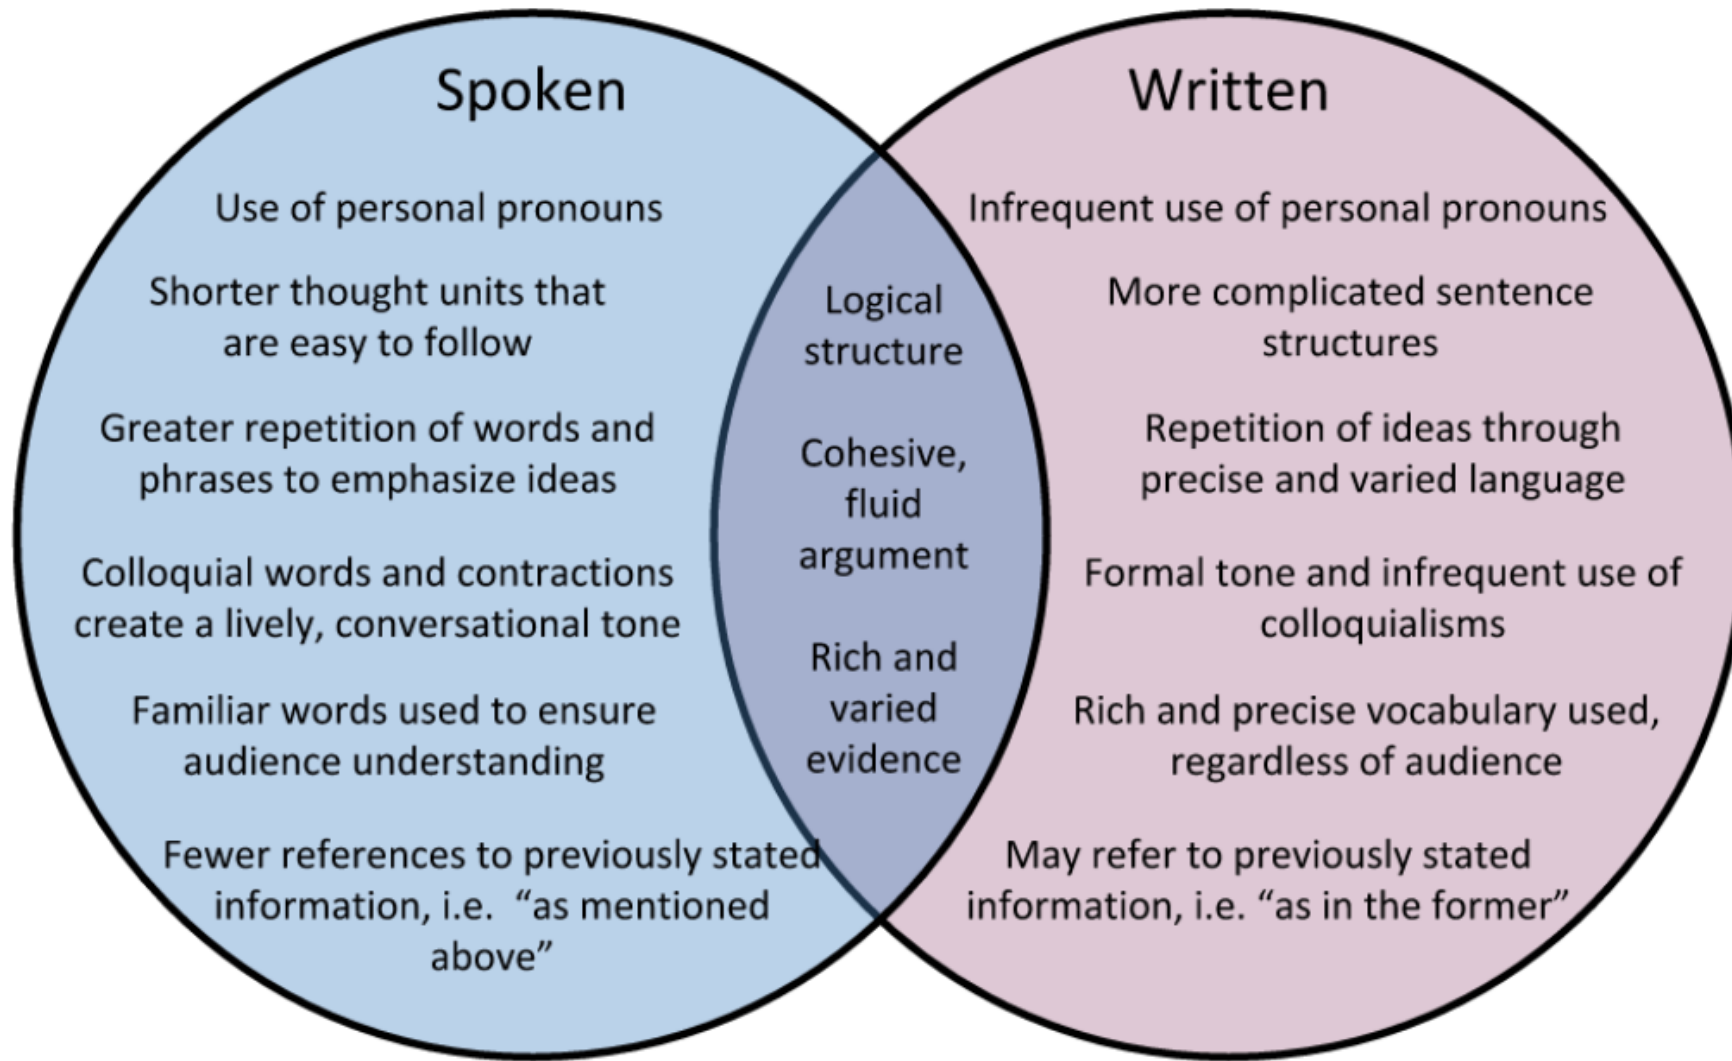 Spoken
Use of personal pronouns
Shorter thought units that
are easy to follow
Greater repetition of words and
phrases to emphasize ideas
Colloquial words and contractions
create a lively, conversational tone
Familiar words used to ensure
audience understanding
Fewer references to previously stated
information, i.e.  “as mentioned
above”
Logical
structure
Cohesive,
fluid
argument
Rich and
varied
evidence
Written
Infrequent use of personal pronouns
More complicated sentence
structures
Repetition of ideas through
precise and varied language
Formal tone and infrequent use of
colloquialisms
Rich and precise vocabulary used,
regardless of audience
May refer to previously stated
information, i.e. “as in the former”